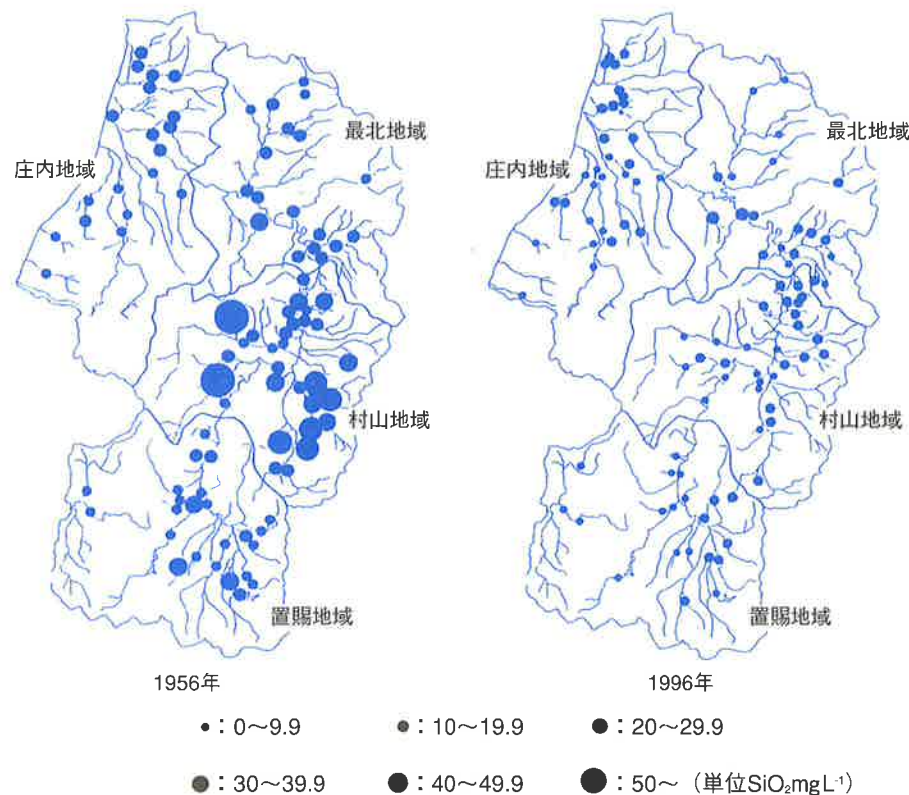 最北地域
庄内地域
村山地域
置賜地域
1956年
最北地域
庄内地域
村山地域
置賜地域
1996年
：0～9.9
：10～19.9
：20～29.9
：30～39.9
：40～49.9
：50～（単位SiO₂mgL⁻¹）